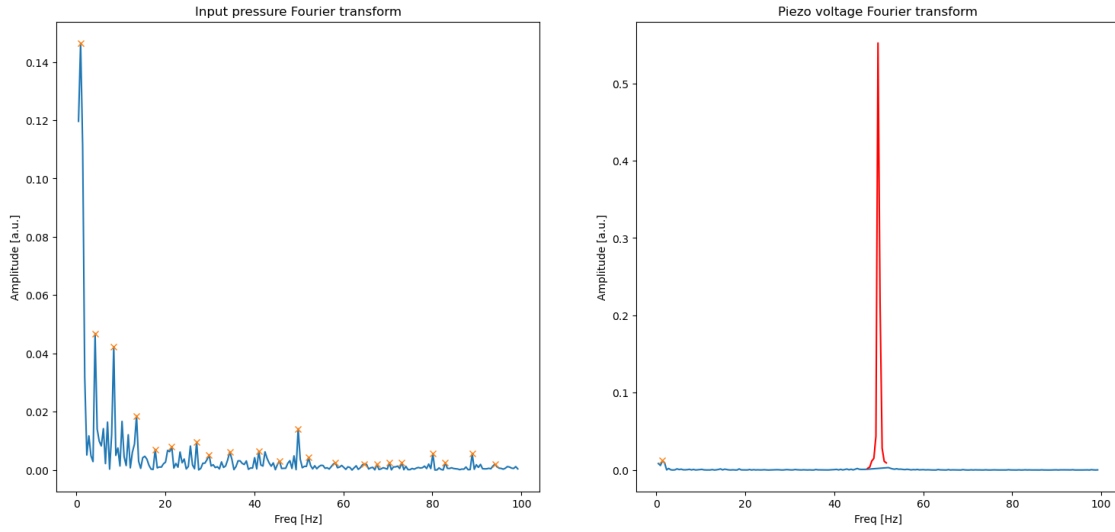 Input pressure Fourier transform
Amplitude [a.u.]
0.14
0.12
0.10
0.08
0.06
0.04
0.02
0.00
0 20 40 60 80 100
Freq [Hz]
Piezo voltage Fourier transform
Amplitude [a.u.]
0.5
0.4
0.3
0.2
0.1
0.0
0 20 40 60 80 100
Freq [Hz]